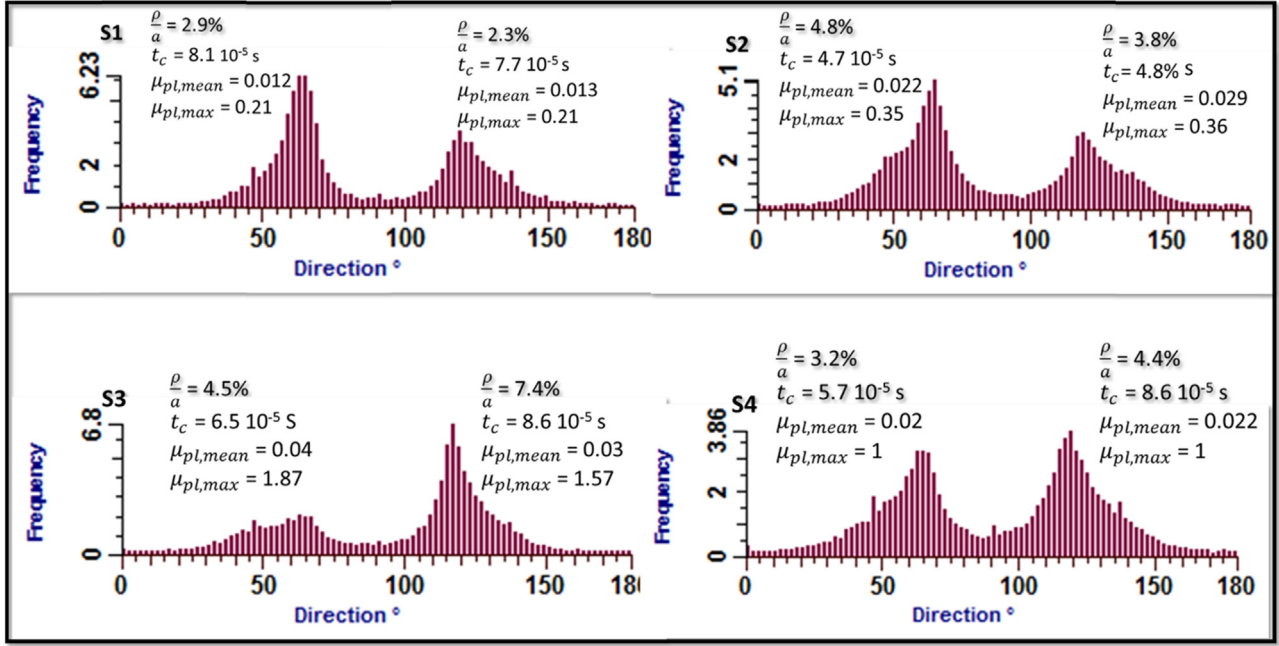 S1
ρ/a = 2.9%
t_c = 8.1 10⁻⁵ s
μ_pl,mean = 0.012
μ_pl,max = 0.21
ρ/a = 2.3%
t_c = 7.7 10⁻⁵ s
μ_pl,mean = 0.013
μ_pl,max = 0.21
Frequency
6.23
2
0
0 50 100 150 180
Direction °
S2
ρ/a = 4.8%
t_c = 4.7 10⁻⁵ s
μ_pl,mean = 0.022
μ_pl,max = 0.35
ρ/a = 3.8%
t_c= 4.8% s
μ_pl,mean = 0.029
μ_pl,max = 0.36
Frequency
5.1
2
0
0 50 100 150 180
Direction °
S3
ρ/a = 4.5%
t_c = 6.5 10⁻⁵ S
μ_pl,mean = 0.04
μ_pl,max = 1.87
ρ/a = 7.4%
t_c = 8.6 10⁻⁵ s
μ_pl,mean = 0.03
μ_pl,max = 1.57
Frequency
6.8
0
0 50 100 150 180
Direction °
S4
ρ/a = 3.2%
t_c = 5.7 10⁻⁵ s
μ_pl,mean = 0.02
μ_pl,max = 1
ρ/a = 4.4%
t_c = 8.6 10⁻⁵ s
μ_pl,mean = 0.022
μ_pl,max = 1
Frequency
3.86
2
0
0 50 100 150 180
Direction °